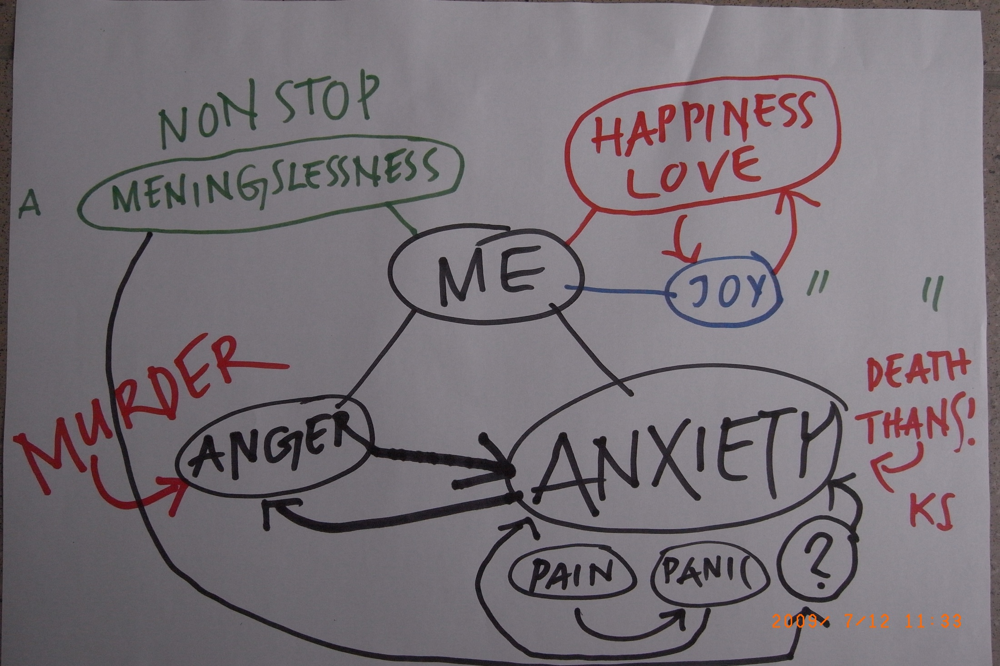 NON STOP
MENINGSLESSNESS
A
HAPPINESS
LOVE
ME
JOY " "
MURDER
ANGER
ANXIETY
DEATH
THANS!
KS
PAIN
PANIC
?
2009/ 7/12 11:33